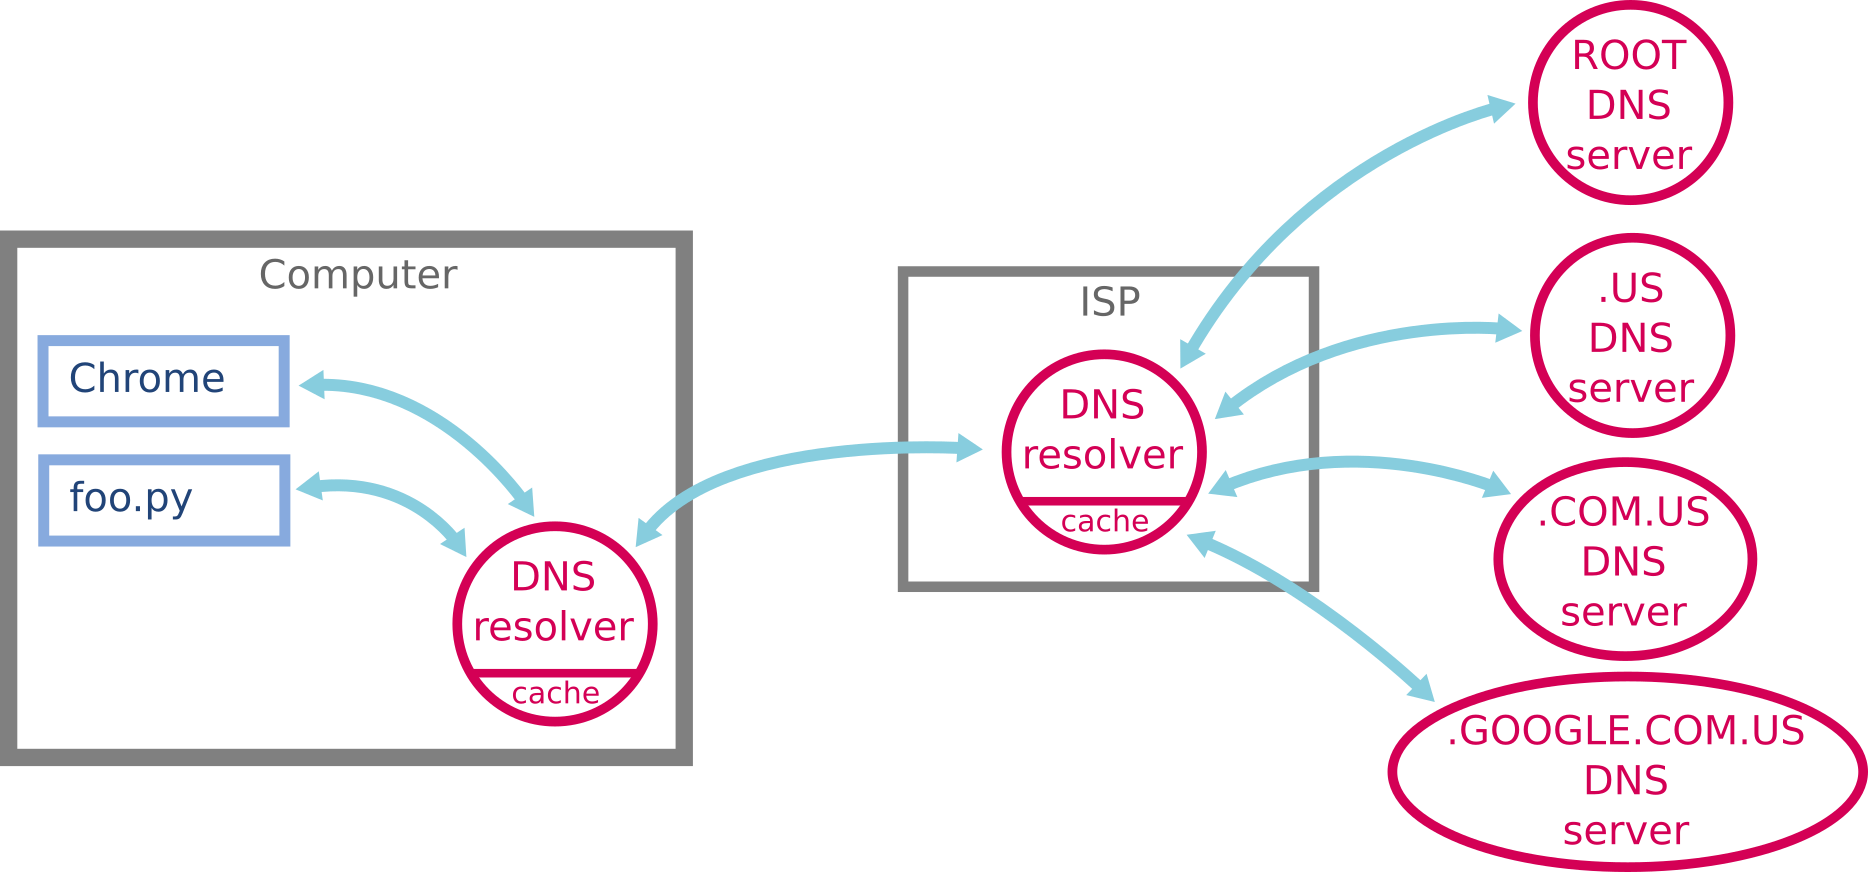 Computer
Chrome
foo.py
DNS
resolver
cache
ISP
DNS
resolver
cache
ROOT
DNS
server
.US
DNS
server
.COM.US
DNS
server
.GOOGLE.COM.US
DNS
server